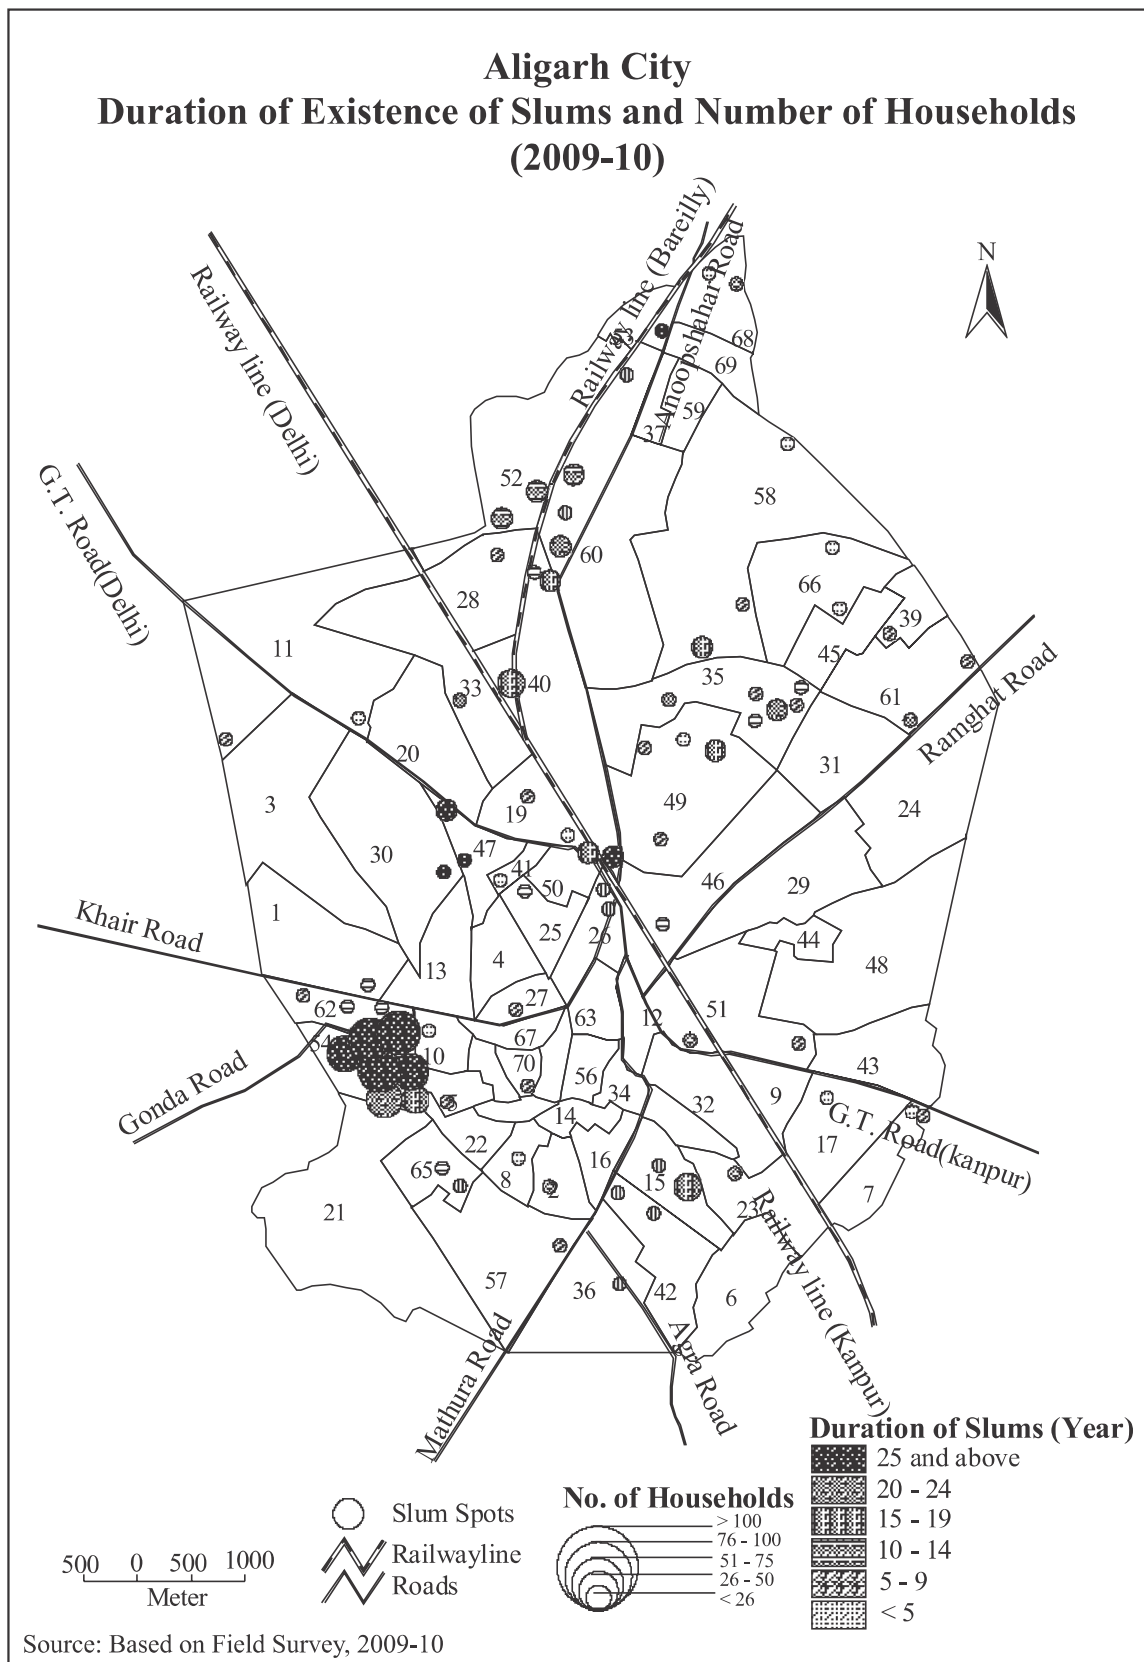 Aligarh City
Duration of Existence of Slums and Number of Households
(2009-10)
N
Railway line (Bareilly)
Anoopshahar Road
Railway line (Delhi)
G.T. Road(Delhi)
68
69
59
37
52
58
60
28
66
39
45
11
33
40
35
61
Ramghat Road
20
31
3
19
49
24
30
47
41
50
46
29
1
Khair Road
25
26
44
13
4
48
62
27
63
12
51
54
10
67
43
70
56
Gonda Road
5
34
32
9
14
G.T. Road(kanpur)
22
16
17
65
8
2
15
7
21
23
Railway line (Kanpur)
57
36
42
6
Mathura Road
Agra Road
Duration of Slums (Year)
25 and above
20 - 24
15 - 19
10 - 14
5 - 9
< 5
No. of Households
> 100
76 - 100
51 - 75
26 - 50
< 26
Slum Spots
Railwayline
Roads
500 0 500 1000
Meter
Source: Based on Field Survey, 2009-10